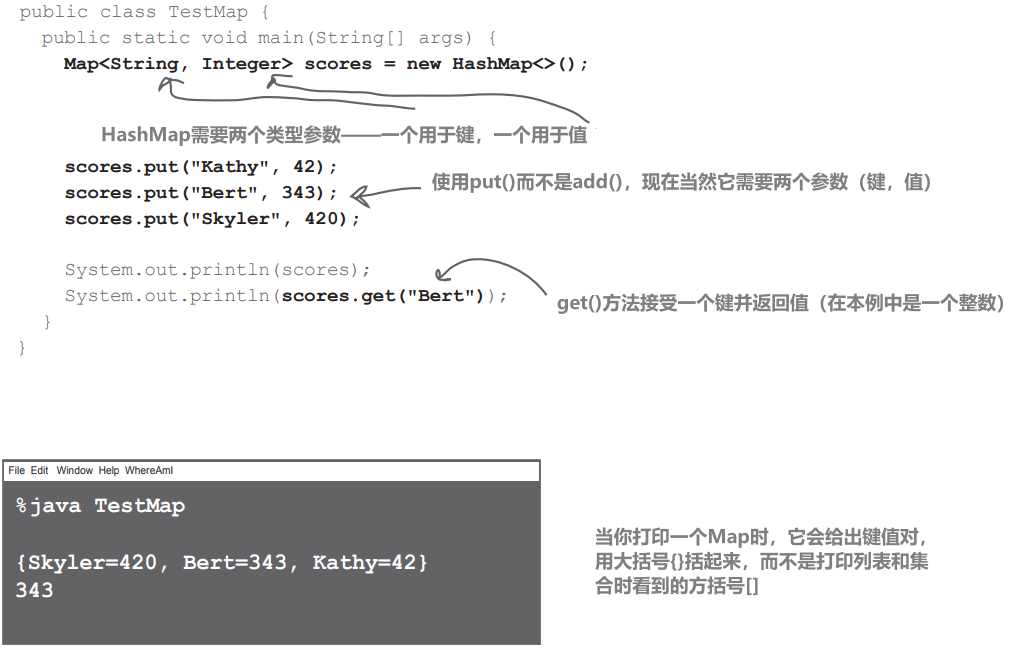 public class TestMap {
public static void main(String[] args) {
Map<String, Integer> scores = new HashMap<>();
HashMap需要两个类型参数——一个用于键，一个用于值
scores.put("Kathy", 42);
scores.put("Bert", 343);
使用put()而不是add()，现在当然它需要两个参数（键，值）
scores.put("Skyler", 420);
System.out.println(scores);
System.out.println(scores.get("Bert"));
get()方法接受一个键并返回值（在本例中是一个整数）
}
}
File Edit Window Help WhereAmI
%java TestMap
{Skyler=420, Bert=343, Kathy=42}
343
当你打印一个Map时，它会给出键值对，
用大括号{}括起来，而不是打印列表和集
合时看到的方括号[]